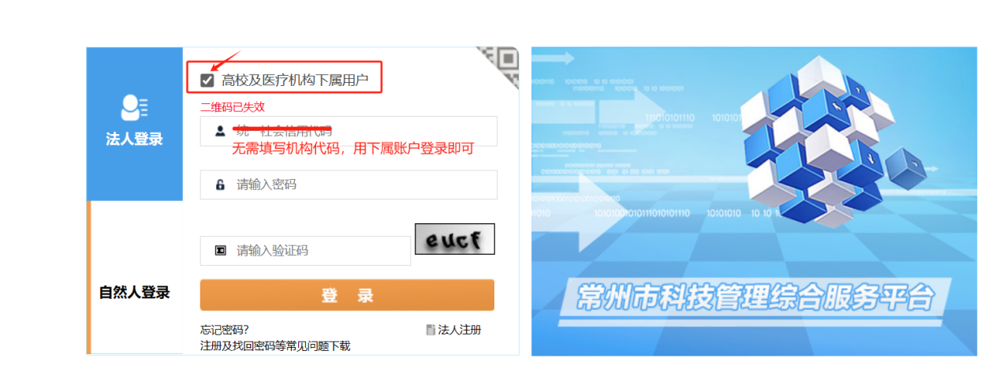 高校及医疗机构下属用户
二维码已失效
统一社会信用代码
无需填写机构代码，用下属账户登录即可
法人登录
请输入密码
eucf
请输入验证码
自然人登录
登 录
忘记密码?
法人注册
注册及找回密码等常见问题下载
常州市科技管理综合服务平台